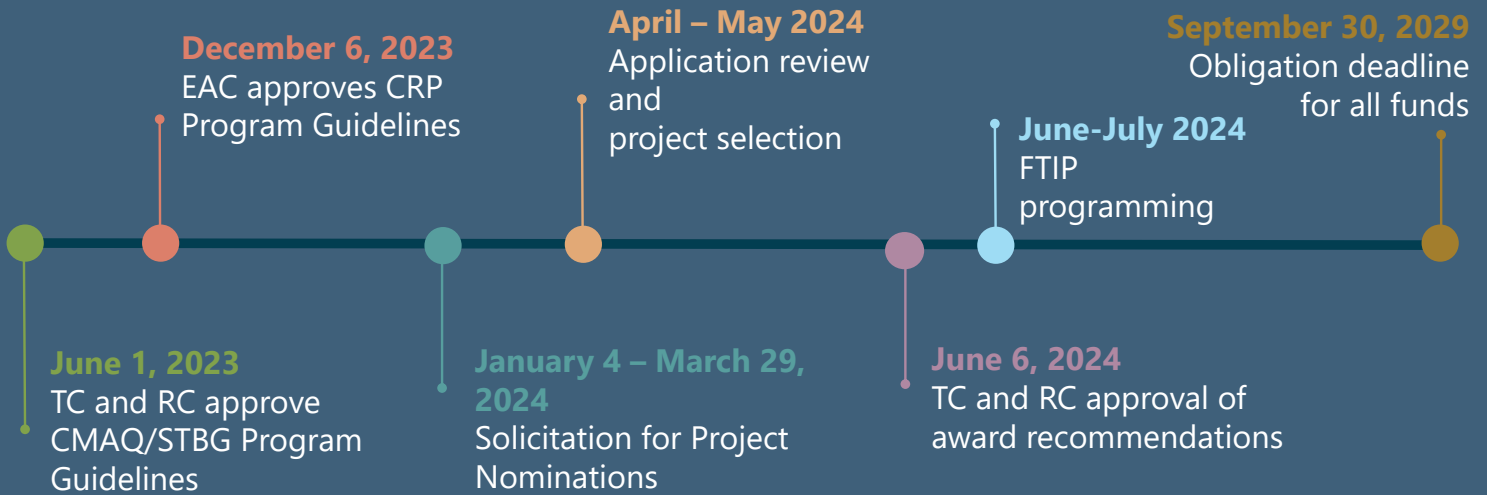 December 6, 2023
EAC approves CRP
Program Guidelines
April – May 2024
Application review
and
project selection
June-July 2024
FTIP
programming
September 30, 2029
Obligation deadline
for all funds
June 1, 2023
TC and RC approve
CMAQ/STBG Program
Guidelines
January 4 – March 29,
2024
Solicitation for Project
Nominations
June 6, 2024
TC and RC approval of
award recommendations